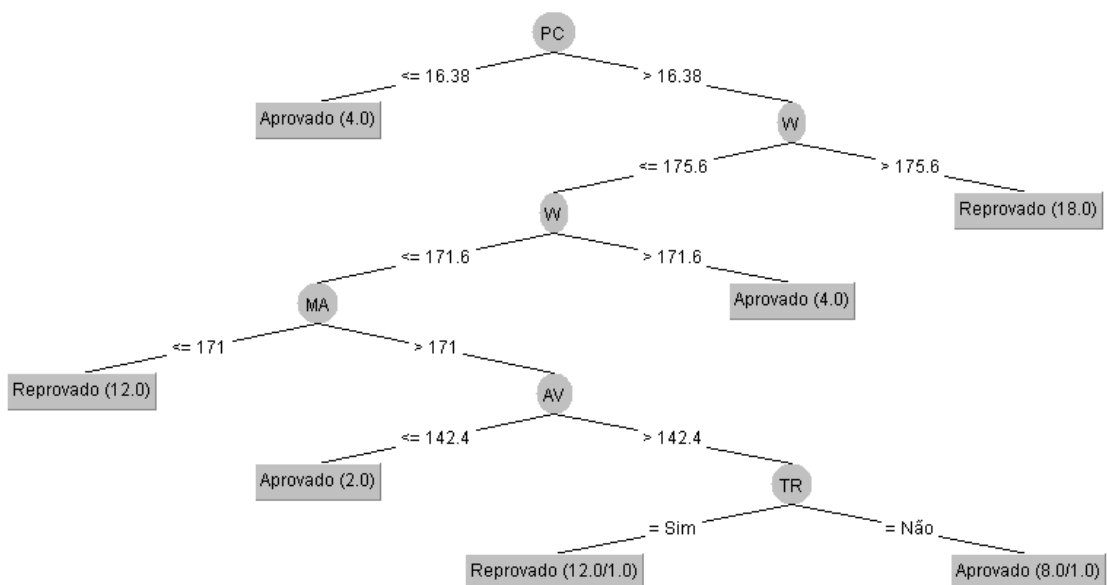 PC
<= 16.38
> 16.38
Aprovado (4.0)
W
<= 175.6
> 175.6
W
Reprovado (18.0)
<= 171.6
> 171.6
MA
Aprovado (4.0)
<= 171
> 171
Reprovado (12.0)
AV
<= 142.4
> 142.4
Aprovado (2.0)
TR
= Sim
= Não
Reprovado (12.0/1.0)
Aprovado (8.0/1.0)